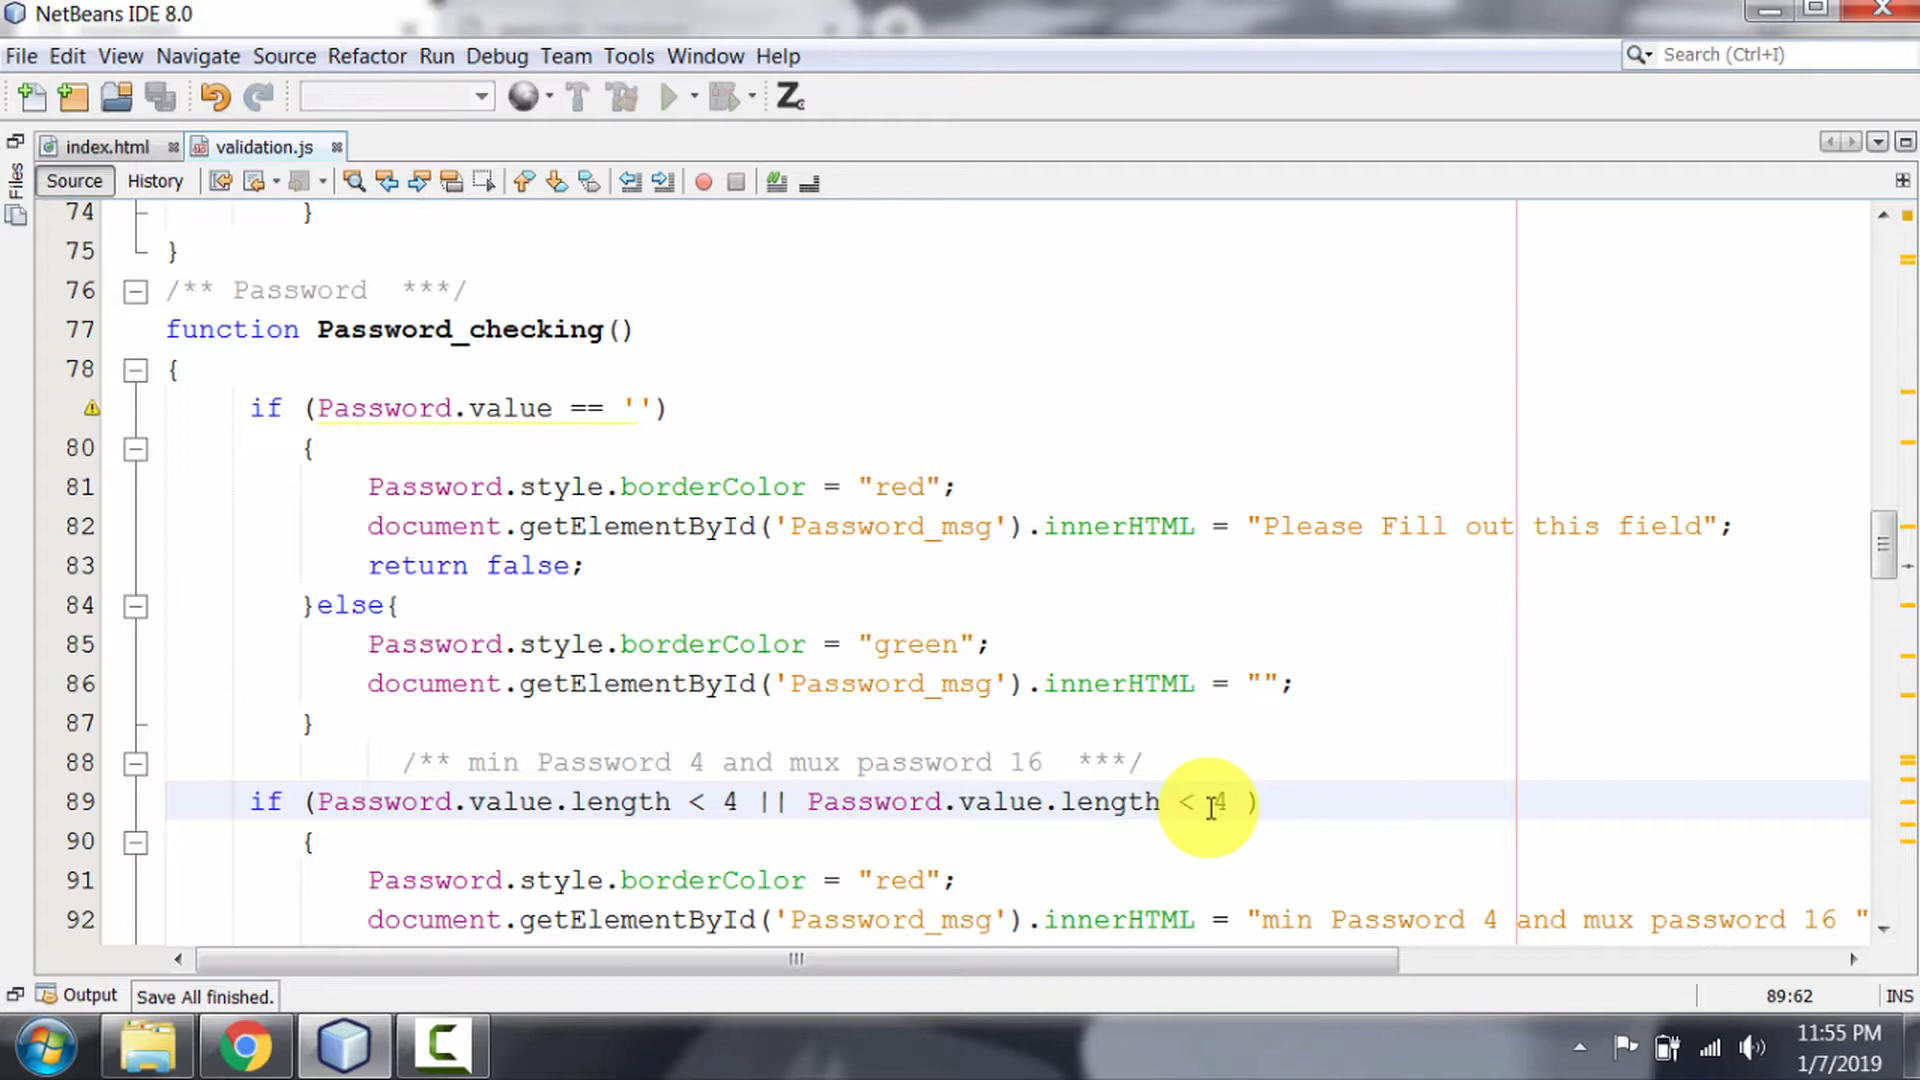 NetBeans IDE 8.0
File Edit View Navigate Source Refactor Run Debug Team Tools Window Help
Search (Ctrl+I)
index.html validation.js
Files
Source History
74 }
75 }
76 /** Password ***/
77 function Password_checking()
78 {
if (Password.value == '')
80 {
81 Password.style.borderColor = "red";
82 document.getElementById('Password_msg').innerHTML = "Please Fill out this field";
83 return false;
84 }else{
85 Password.style.borderColor = "green";
86 document.getElementById('Password_msg').innerHTML = "";
87 }
88 /** min Password 4 and mux password 16 ***/
89 if (Password.value.length < 4 || Password.value.length < 4 )
90 {
91 Password.style.borderColor = "red";
92 document.getElementById('Password_msg').innerHTML = "min Password 4 and mux password 16 "
Output Save All finished. 89:62 INS
11:55 PM
1/7/2019